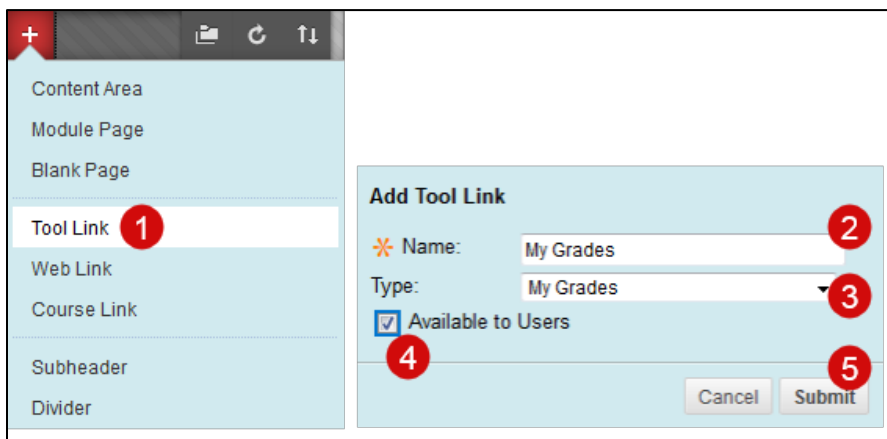 +
Content Area
Module Page
Blank Page
Tool Link 1
Web Link
Course Link
Subheader
Divider
Add Tool Link
2
* Name: My Grades
Type: My Grades 3
Available to Users
4
5
Cancel Submit